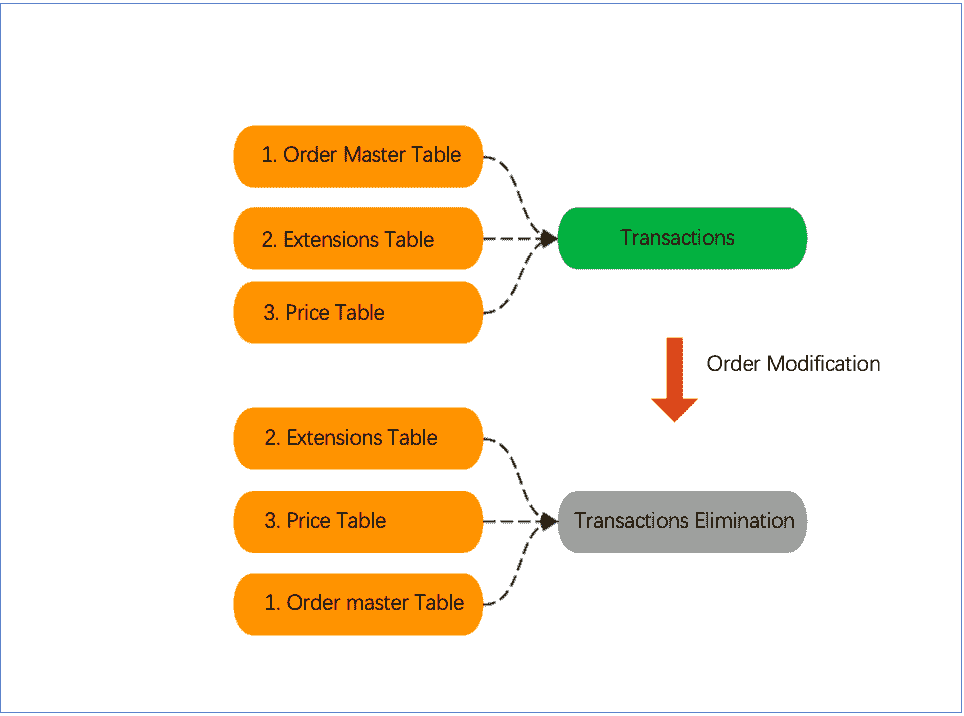 1. Order Master Table
2. Extensions Table
Transactions
3. Price Table
Order Modification
2. Extensions Table
3. Price Table
Transactions Elimination
1. Order master Table